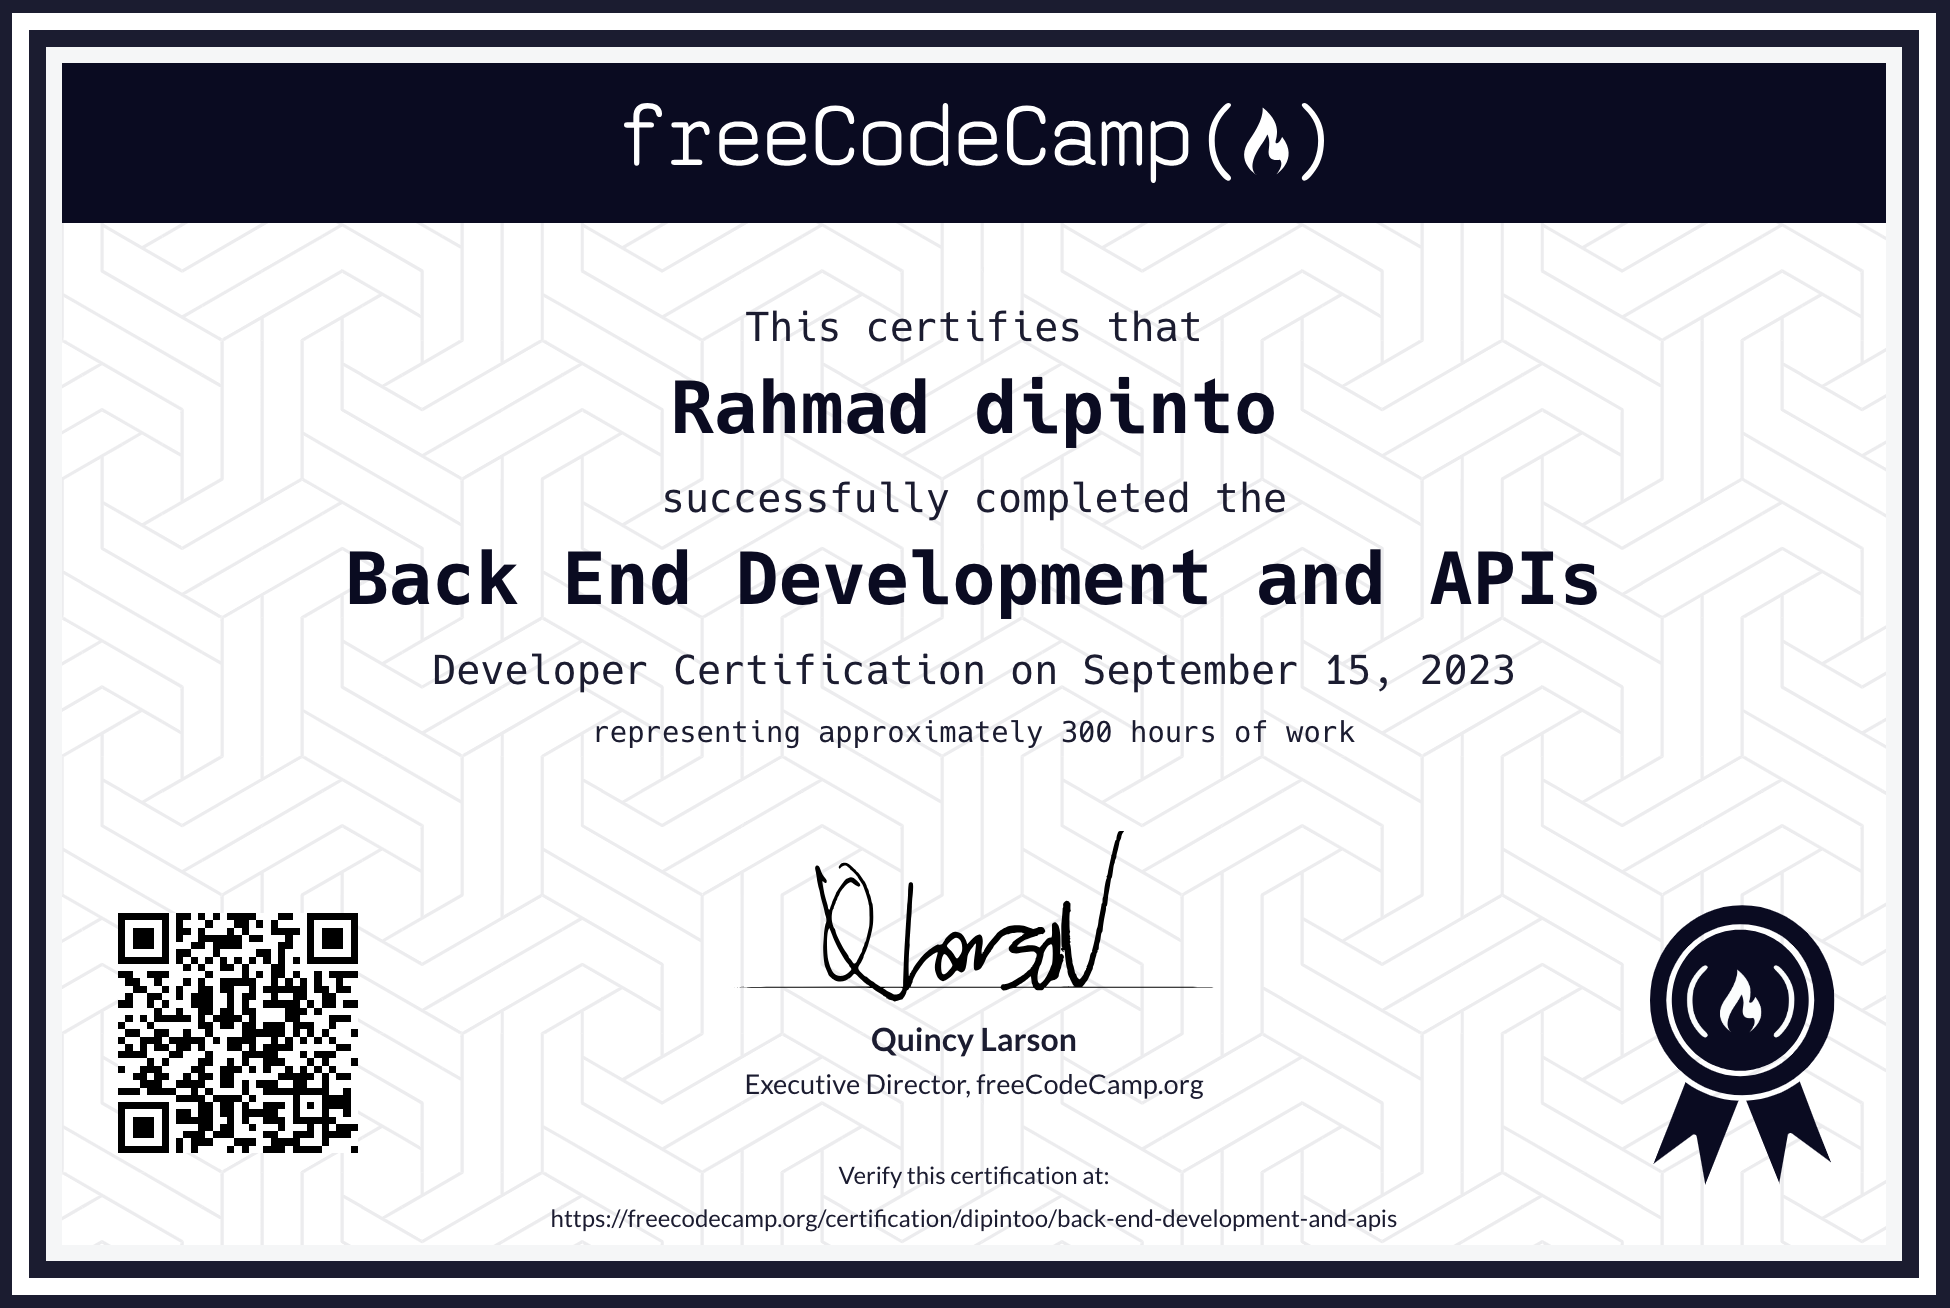 freeCodeCamp(🔥)
This certifies that
Rahmad dipinto
successfully completed the
Back End Development and APIs
Developer Certification on September 15, 2023
representing approximately 300 hours of work
Q Larson
Quincy Larson
Executive Director, freeCodeCamp.org
Verify this certification at:
https://freecodecamp.org/certification/dipintoo/back-end-development-and-apis